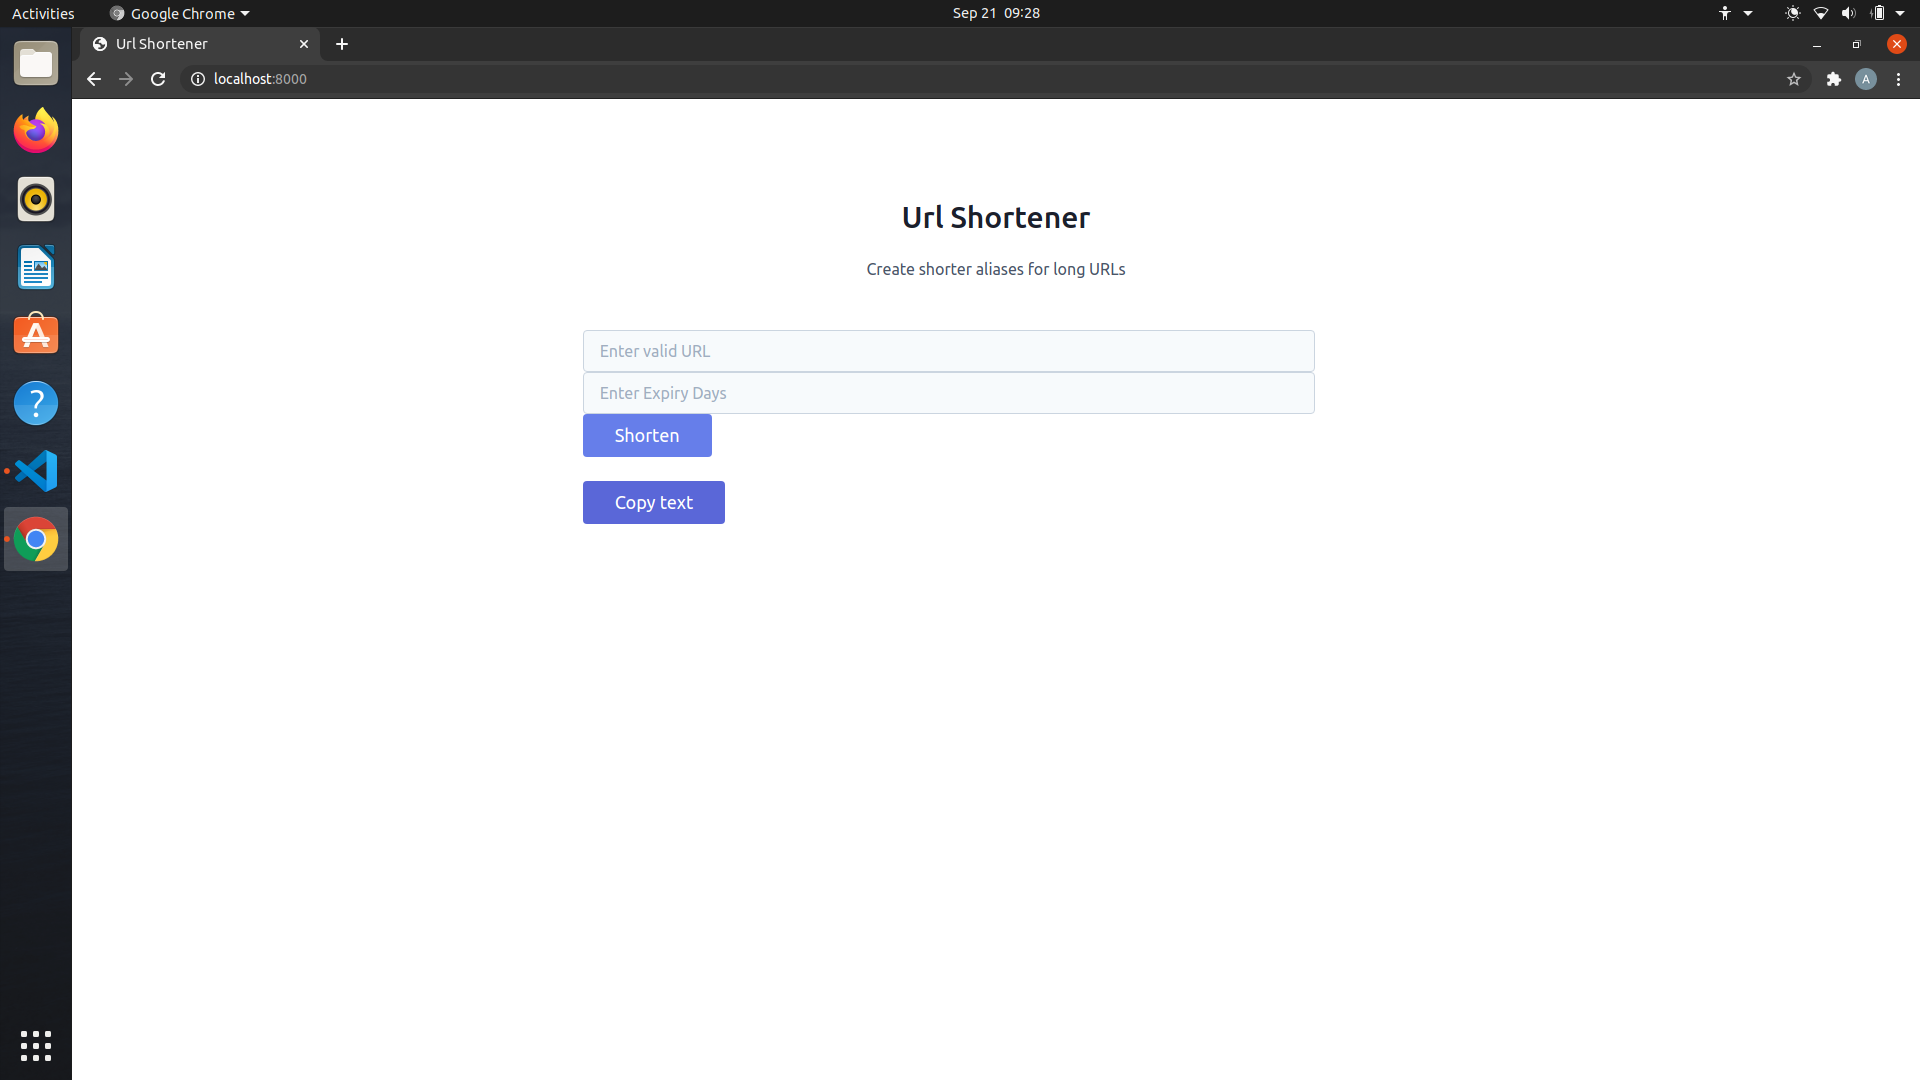 Activities
Google Chrome
Sep 21 09:28
Url Shortener
localhost:8000
A
Url Shortener
Create shorter aliases for long URLs
Enter valid URL
Enter Expiry Days
Shorten
Copy text